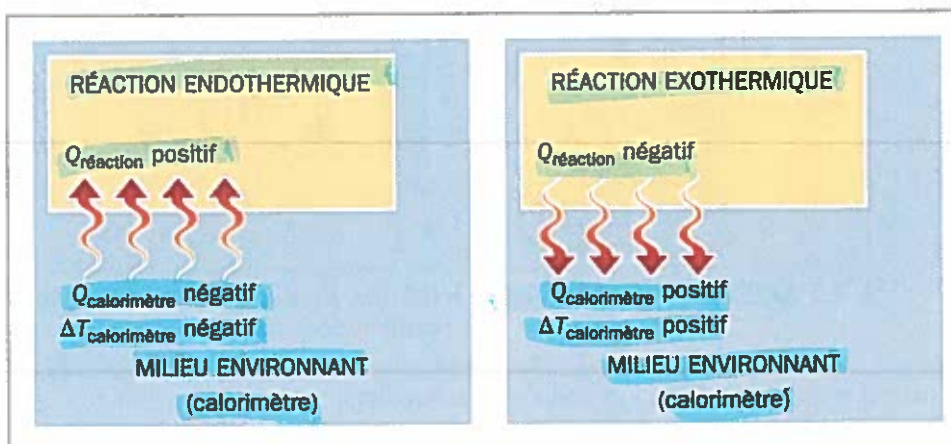 RÉACTION ENDOTHERMIQUE
Qréaction positif
Qcalorimètre négatif
ΔTcalorimètre négatif
MILIEU ENVIRONNANT
(calorimètre)
RÉACTION EXOTHERMIQUE
Qréaction négatif
Qcalorimètre positif
ΔTcalorimètre positif
MILIEU ENVIRONNANT
(calorimètre)